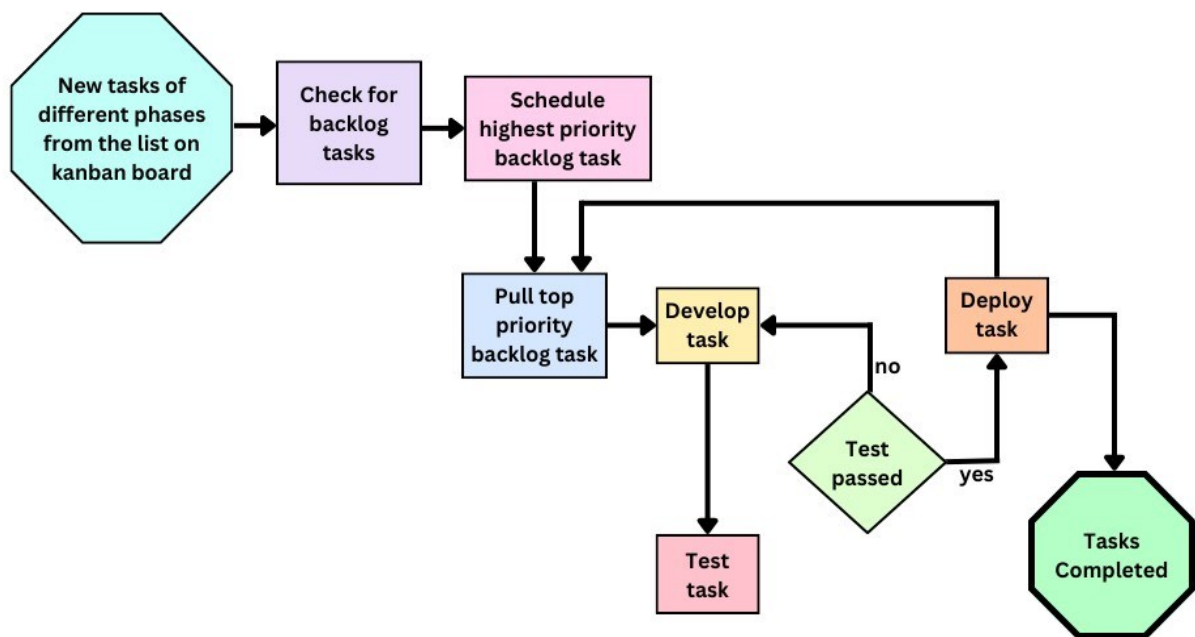 New tasks of
different phases
from the list on
kanban board
Check for
backlog
tasks
Schedule
highest priority
backlog task
Pull top
priority
backlog task
Develop
task
no
Deploy
task
Test
passed
yes
Test
task
Tasks
Completed